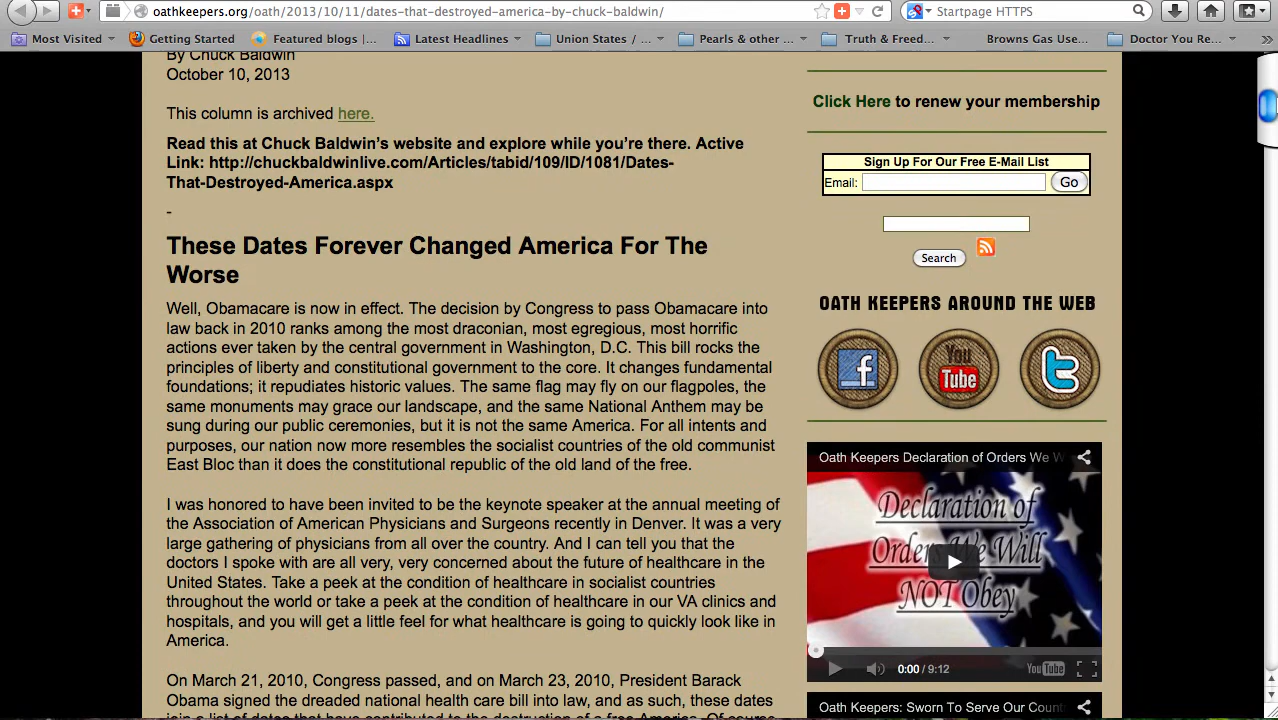 oathkeepers.org/oath/2013/10/11/dates-that-destroyed-america-by-chuck-baldwin/
Startpage HTTPS
Most Visited
Getting Started
Featured blogs |...
Latest Headlines
Union States / ...
Pearls & other ...
Truth & Freed...
Browns Gas Use...
Doctor You Re...
By Chuck Baldwin
October 10, 2013
This column is archived here.
Read this at Chuck Baldwin’s website and explore while you’re there. Active
Link: http://chuckbaldwinlive.com/Articles/tabid/109/ID/1081/Dates-
That-Destroyed-America.aspx
-
These Dates Forever Changed America For The
Worse
Well, Obamacare is now in effect. The decision by Congress to pass Obamacare into
law back in 2010 ranks among the most draconian, most egregious, most horrific
actions ever taken by the central government in Washington, D.C. This bill rocks the
principles of liberty and constitutional government to the core. It changes fundamental
foundations; it repudiates historic values. The same flag may fly on our flagpoles, the
same monuments may grace our landscape, and the same National Anthem may be
sung during our public ceremonies, but it is not the same America. For all intents and
purposes, our nation now more resembles the socialist countries of the old communist
East Bloc than it does the constitutional republic of the old land of the free.
I was honored to have been invited to be the keynote speaker at the annual meeting of
the Association of American Physicians and Surgeons recently in Denver. It was a very
large gathering of physicians from all over the country. And I can tell you that the
doctors I spoke with are all very, very concerned about the future of healthcare in the
United States. Take a peek at the condition of healthcare in socialist countries
throughout the world or take a peek at the condition of healthcare in our VA clinics and
hospitals, and you will get a little feel for what healthcare is going to quickly look like in
America.
On March 21, 2010, Congress passed, and on March 23, 2010, President Barack
Obama signed the dreaded national health care bill into law, and as such, these dates
join a list of dates that have contributed to the destruction of a free America. Of course
Click Here to renew your membership
Sign Up For Our Free E-Mail List
Email:
Go
Search
OATH KEEPERS AROUND THE WEB
f
You
Tube
t
Oath Keepers Declaration of Orders We W
Declaration of
Orders We Will
NOT Obey
0:00 / 9:12
YouTube
Oath Keepers: Sworn To Serve Our Count